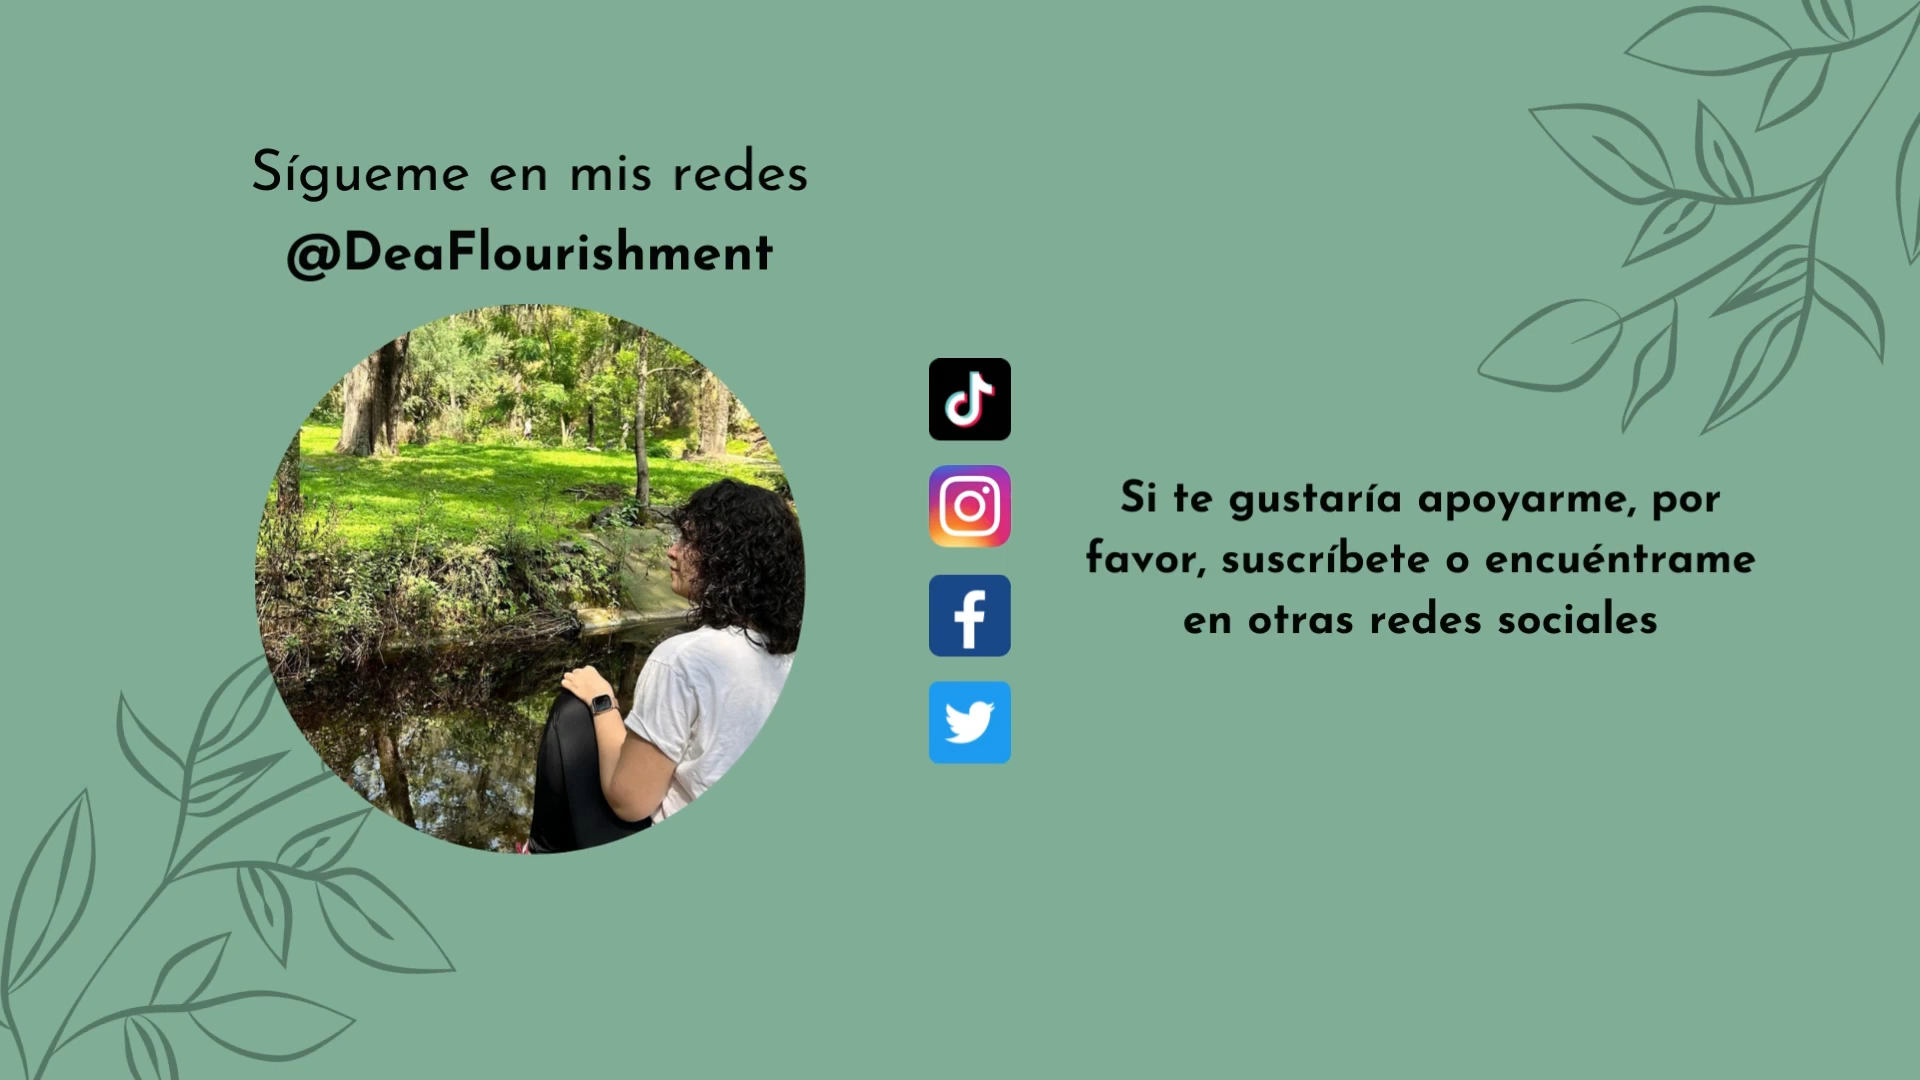 Sígueme en mis redes
@DeaFlourishment
Si te gustaría apoyarme, por
favor, suscríbete o encuéntrame
en otras redes sociales